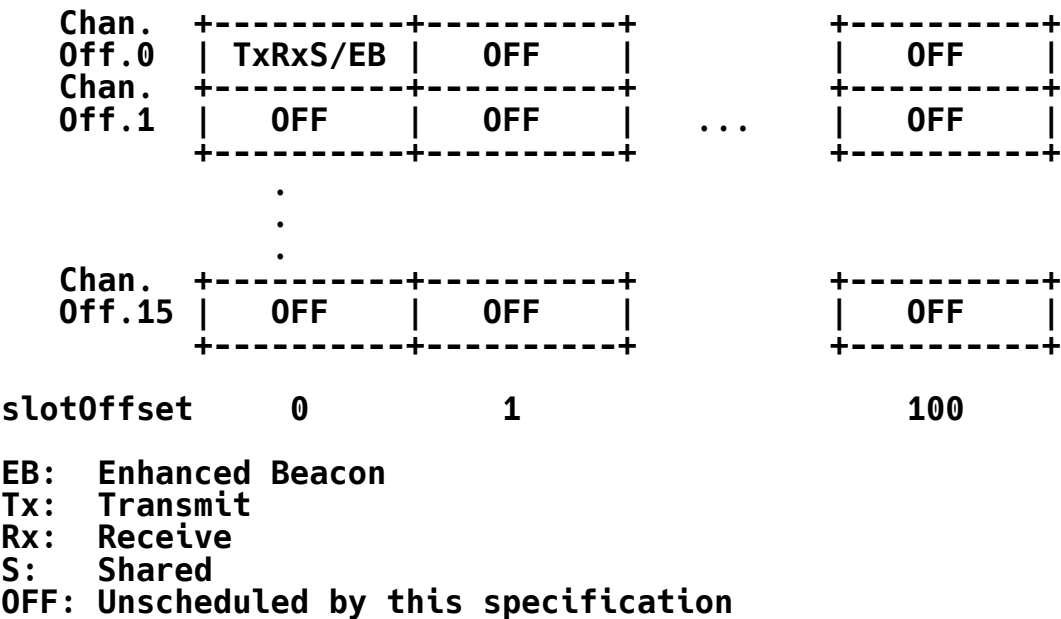 Chan.  +----------+----------+          +----------+
   Off.0  | TxRxS/EB |   OFF    |          |   OFF    |
   Chan.  +----------+----------+          +----------+
   Off.1  |   OFF    |   OFF    |   ...    |   OFF    |
          +----------+----------+          +----------+
              .
              .
              .
   Chan.  +----------+----------+          +----------+
   Off.15 |   OFF    |   OFF    |          |   OFF    |
          +----------+----------+          +----------+
slotOffset     0          1                    100
EB:  Enhanced Beacon
Tx:  Transmit
Rx:  Receive
S:   Shared
OFF: Unscheduled by this specification